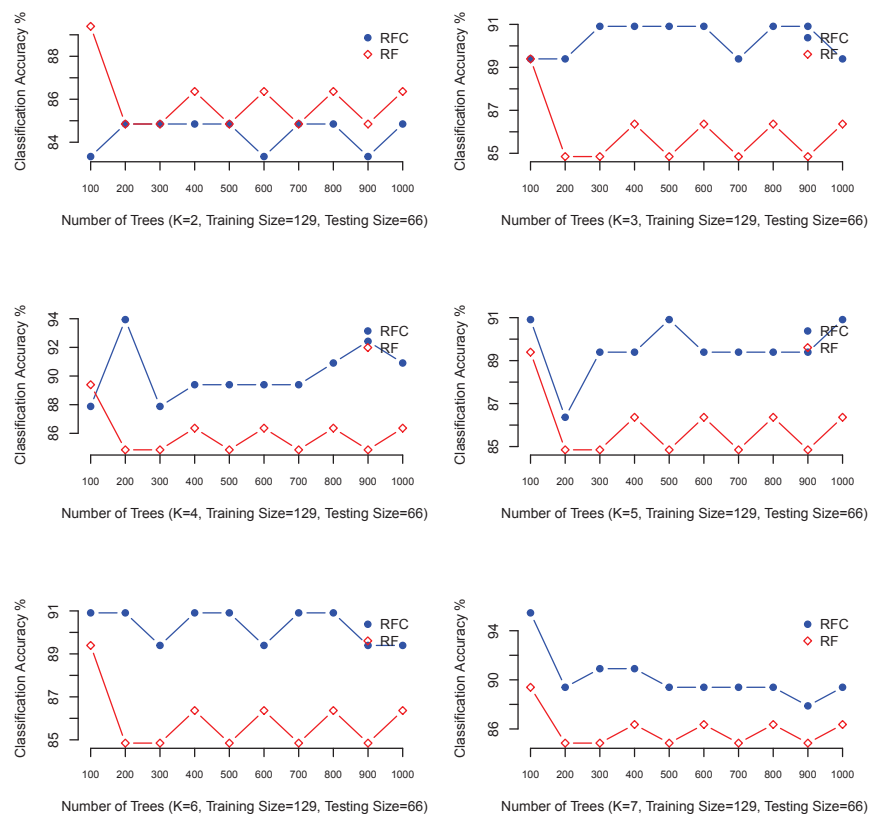 Classification Accuracy %
84 86 88
RFC
RF
100 200 300 400 500 600 700 800 900 1000
Number of Trees (K=2, Training Size=129, Testing Size=66)
Classification Accuracy %
85 87 89 91
RFC
RF
100 200 300 400 500 600 700 800 900 1000
Number of Trees (K=3, Training Size=129, Testing Size=66)
Classification Accuracy %
86 88 90 92 94
RFC
RF
100 200 300 400 500 600 700 800 900 1000
Number of Trees (K=4, Training Size=129, Testing Size=66)
Classification Accuracy %
85 87 89 91
RFC
RF
100 200 300 400 500 600 700 800 900 1000
Number of Trees (K=5, Training Size=129, Testing Size=66)
Classification Accuracy %
85 87 89 91
RFC
RF
100 200 300 400 500 600 700 800 900 1000
Number of Trees (K=6, Training Size=129, Testing Size=66)
Classification Accuracy %
86 90 94
RFC
RF
100 200 300 400 500 600 700 800 900 1000
Number of Trees (K=7, Training Size=129, Testing Size=66)